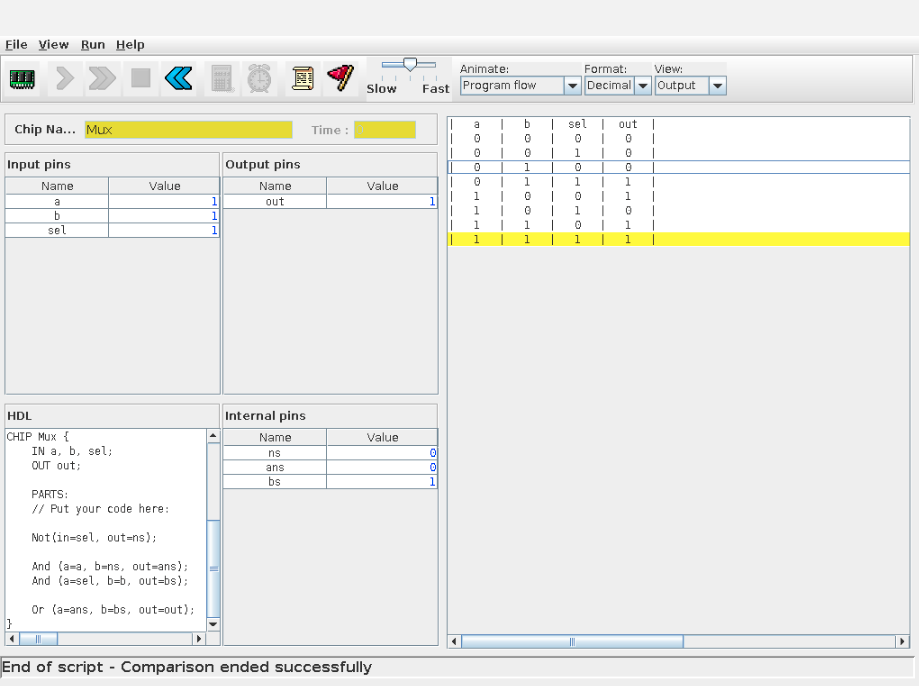 File View Run Help
Slow Fast
Animate: Format: View:
Program flow Decimal Output
Chip Na... Mux Time :
Input pins
Name Value
a 1
b 1
sel 1
Output pins
Name Value
out 1
HDL
CHIP Mux {
IN a, b, sel;
OUT out;
PARTS:
// Put your code here:
Not(in=sel, out=ns);
And (a=a, b=ns, out=ans);
And (a=sel, b=b, out=bs);
Or (a=ans, b=bs, out=out);
}
Internal pins
Name Value
ns 0
ans 0
bs 1
| a | b | sel | out |
| 0 | 0 | 0 | 0 |
| 0 | 0 | 1 | 0 |
| 0 | 1 | 0 | 0 |
| 0 | 1 | 1 | 1 |
| 1 | 0 | 0 | 1 |
| 1 | 0 | 1 | 0 |
| 1 | 1 | 0 | 1 |
| 1 | 1 | 1 | 1 |
End of script - Comparison ended successfully